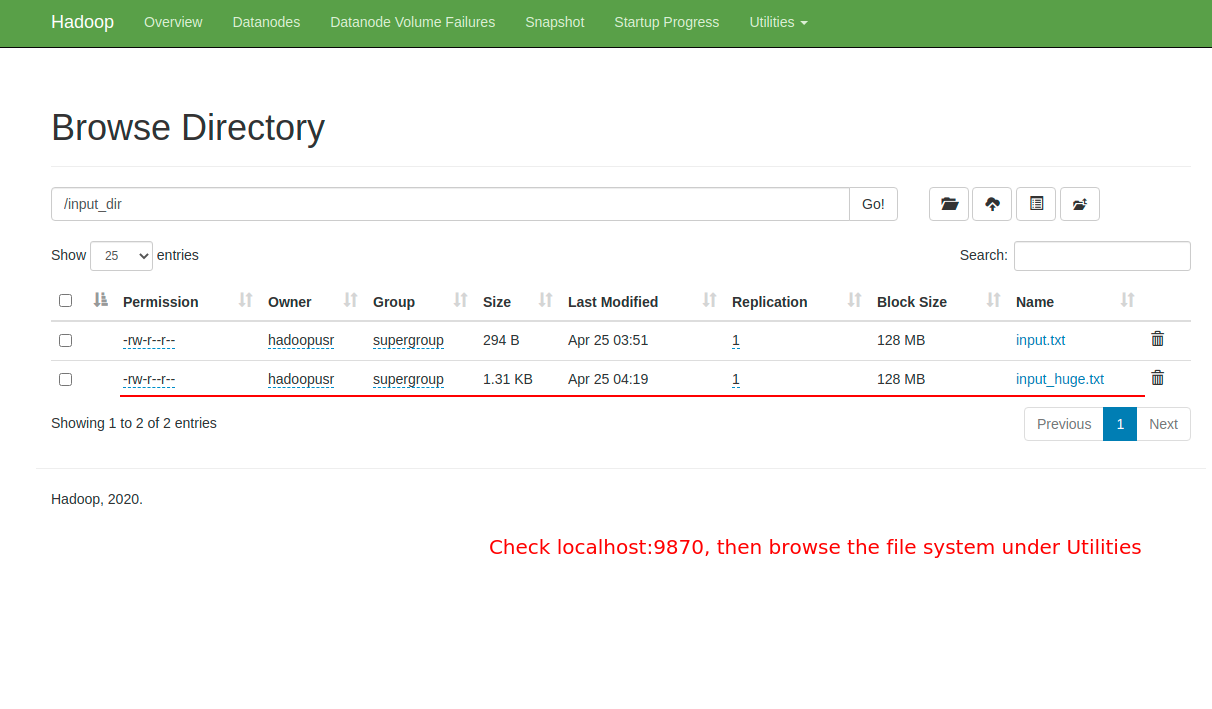 Hadoop Overview Datanodes Datanode Volume Failures Snapshot Startup Progress Utilities
Browse Directory
/input_dir Go!
Show 25 entries Search:
Permission Owner Group Size Last Modified Replication Block Size Name
-rw-r--r-- hadoopusr supergroup 294 B Apr 25 03:51 1 128 MB input.txt
-rw-r--r-- hadoopusr supergroup 1.31 KB Apr 25 04:19 1 128 MB input_huge.txt
Showing 1 to 2 of 2 entries Previous 1 Next
Hadoop, 2020.
Check localhost:9870, then browse the file system under Utilities